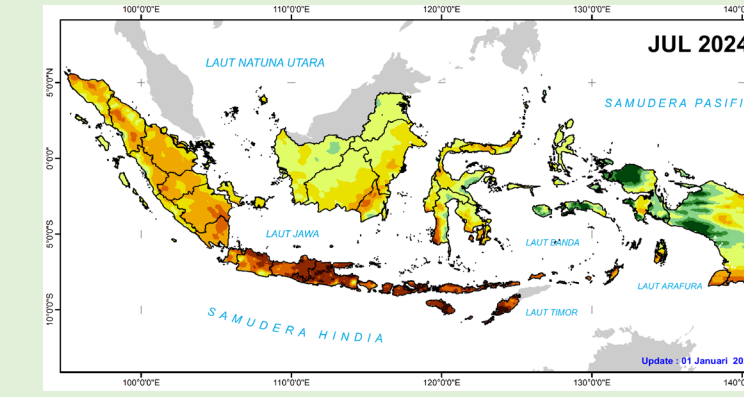 100°0'0"E 110°0'0"E 120°0'0"E 130°0'0"E
JUL 2024
LAUT NATUNA UTARA
5°0'0"N
SAMUDERA PASIFI
0°0'0"
LAUT JAWA
5°0'0"S
LAUT BANDA
LAUT ARAFURA
10°0'0"S
SAMUDERA HINDIA
LAUT TIMOR
Update : 01 Januari 20
100°0'0"E 110°0'0"E 120°0'0"E 130°0'0"E